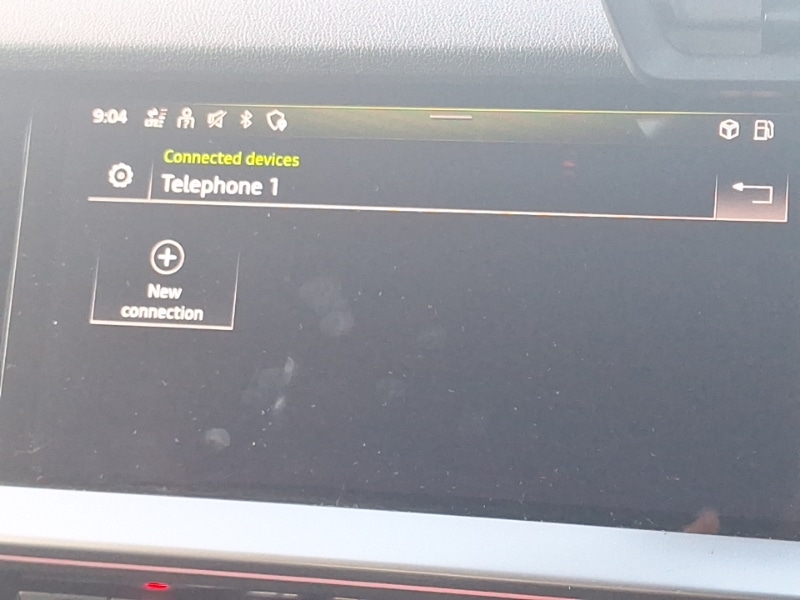 9:04
Connected devices
Telephone 1
New
connection